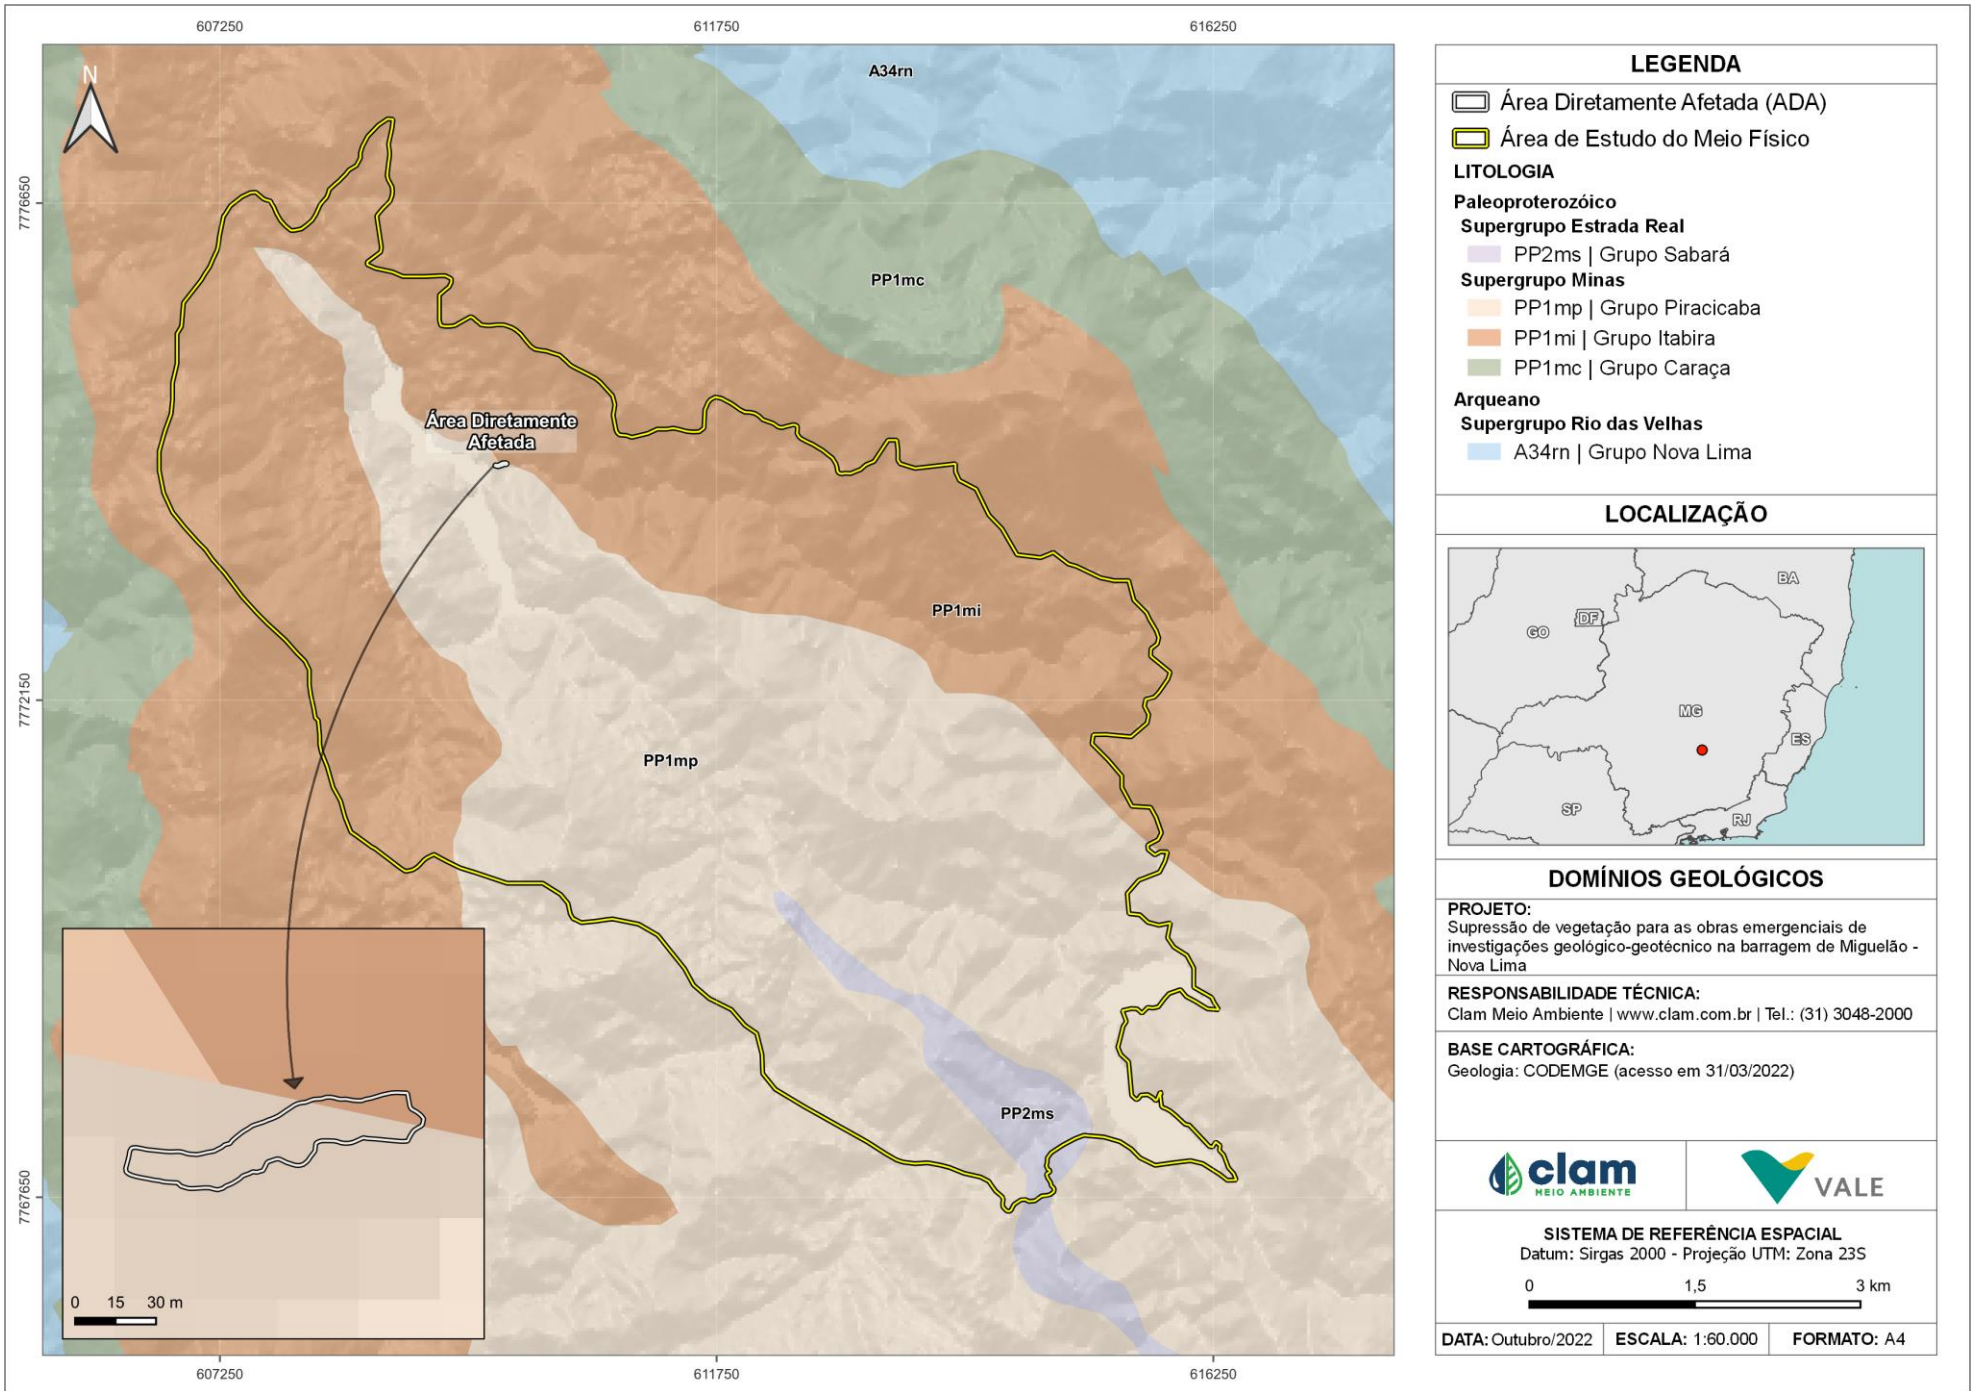 607250
611750
616250
N
A34rn
7776650
PP1mc
Área Diretamente
Afetada
PP1mi
7772150
PP1mp
PP2ms
7767650
0 15 30 m
607250
611750
616250
LEGENDA
Área Diretamente Afetada (ADA)
Área de Estudo do Meio Físico
LITOLOGIA
Paleoproterozóico
Supergrupo Estrada Real
PP2ms | Grupo Sabará
Supergrupo Minas
PP1mp | Grupo Piracicaba
PP1mi | Grupo Itabira
PP1mc | Grupo Caraça
Arqueano
Supergrupo Rio das Velhas
A34rn | Grupo Nova Lima
LOCALIZAÇÃO
BA
DF
GO
MG
ES
SP
RJ
DOMÍNIOS GEOLÓGICOS
PROJETO:
Supressão de vegetação para as obras emergenciais de
investigações geológico-geotécnico na barragem de Miguelão -
Nova Lima
RESPONSABILIDADE TÉCNICA:
Clam Meio Ambiente | www.clam.com.br | Tel.: (31) 3048-2000
BASE CARTOGRÁFICA:
Geologia: CODEMGE (acesso em 31/03/2022)
clam
MEIO AMBIENTE
VALE
SISTEMA DE REFERÊNCIA ESPACIAL
Datum: Sirgas 2000 - Projeção UTM: Zona 23S
0 1,5 3 km
DATA: Outubro/2022
ESCALA: 1:60.000
FORMATO: A4